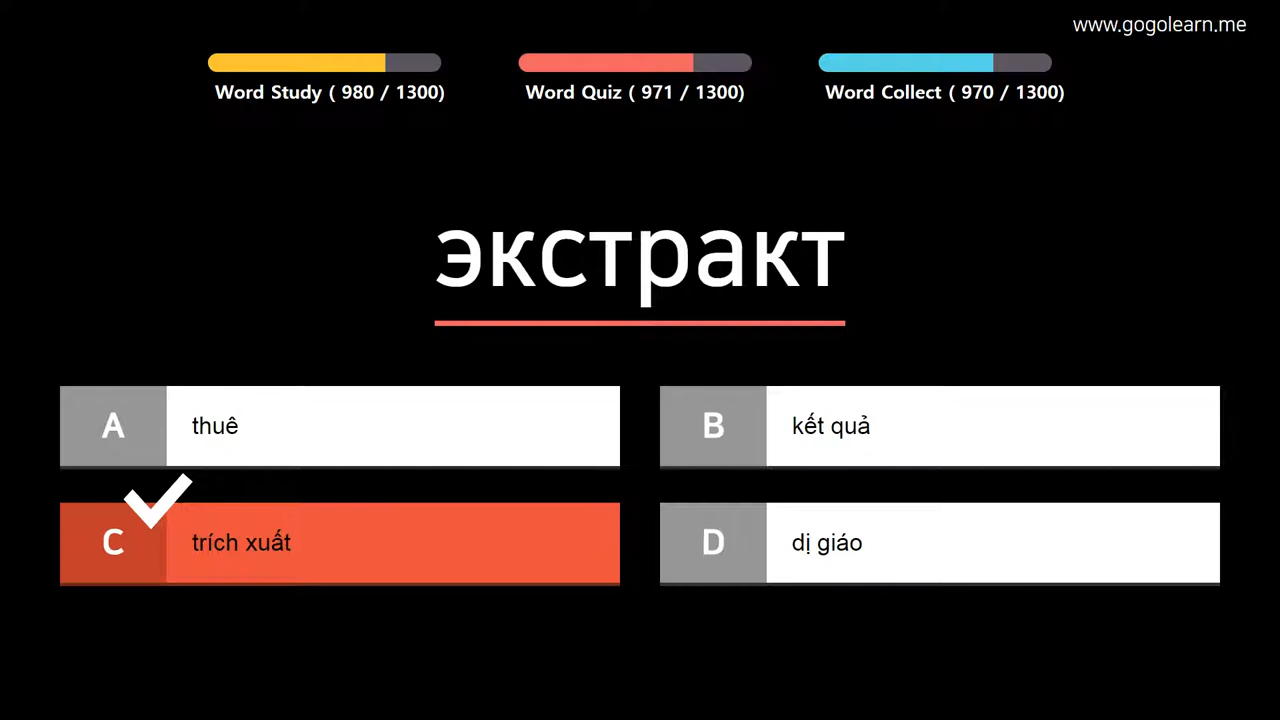 www.gogolearn.me
Word Study ( 980 / 1300)
Word Quiz ( 971 / 1300)
Word Collect ( 970 / 1300)
экстракт
A thuê
B kết quả
C trích xuất
D dị giáo